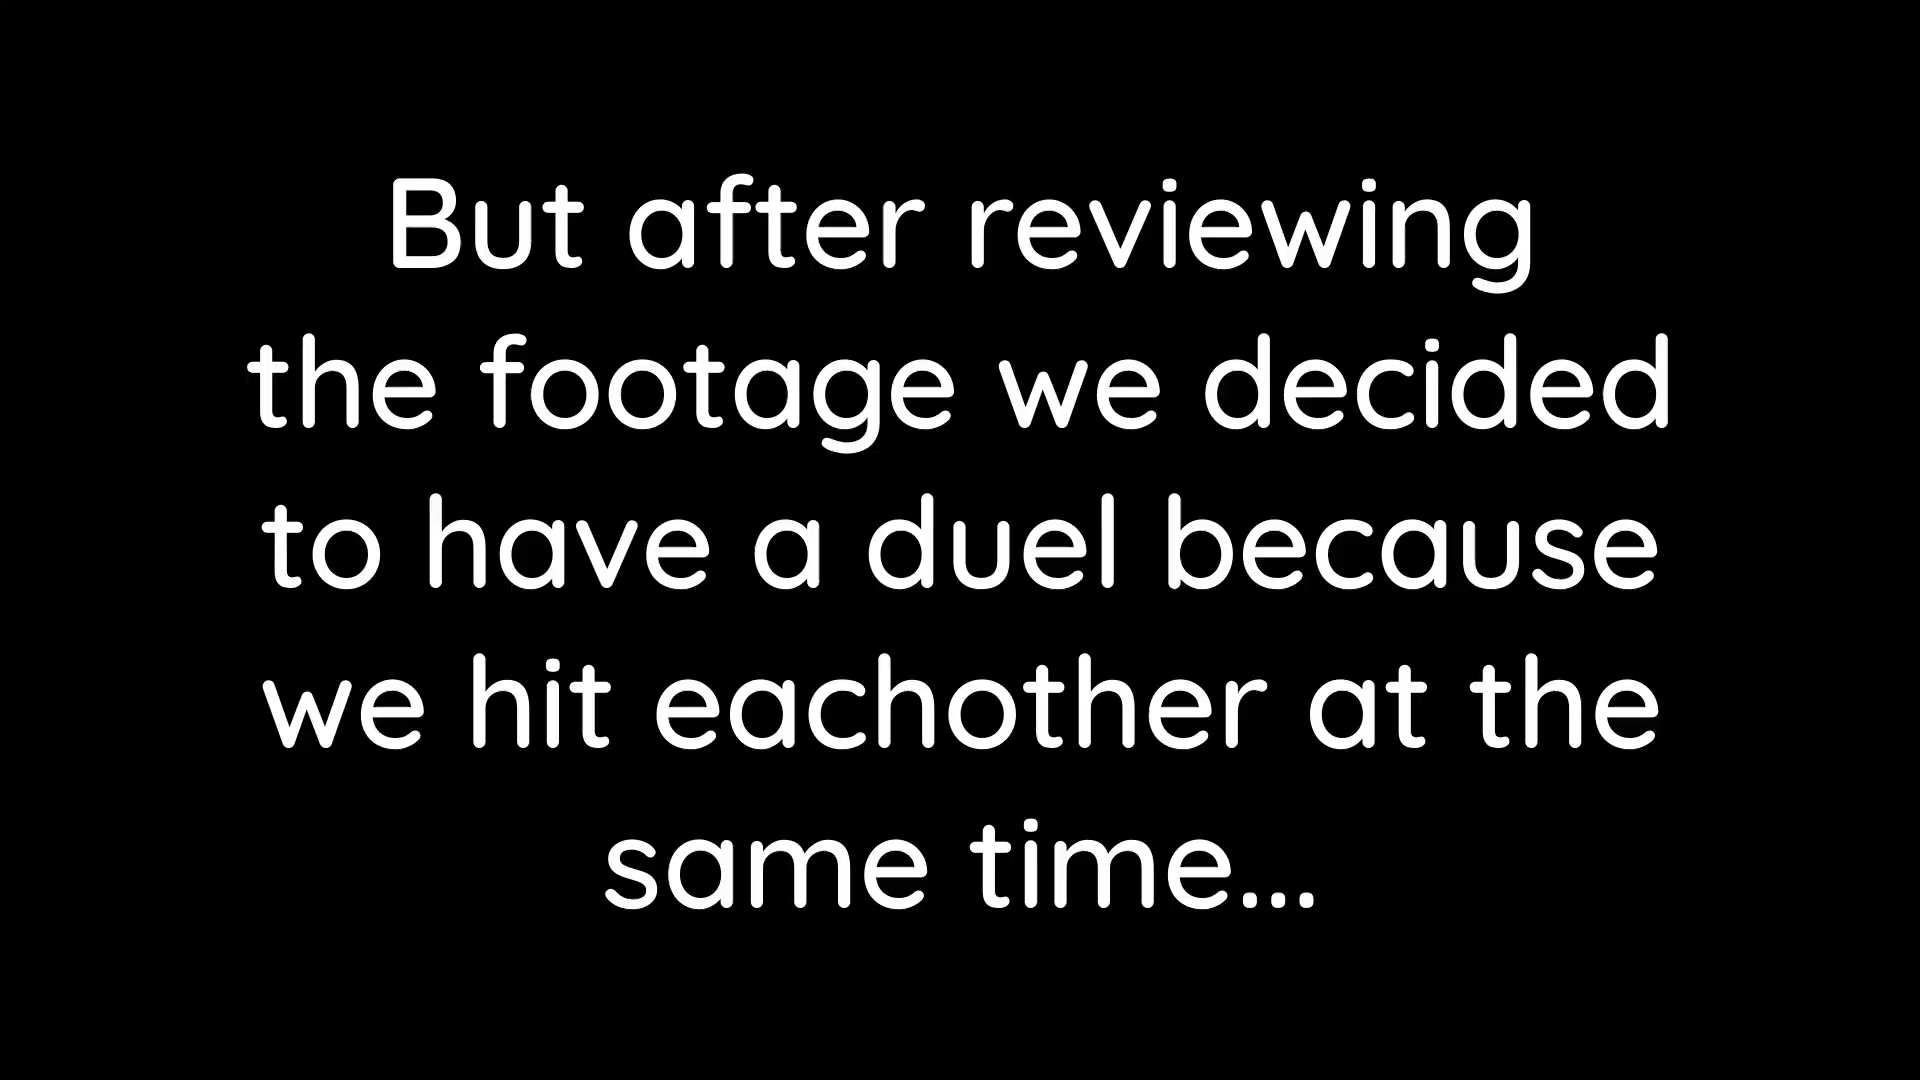 But after reviewing
the footage we decided
to have a duel because
we hit eachother at the
same time...